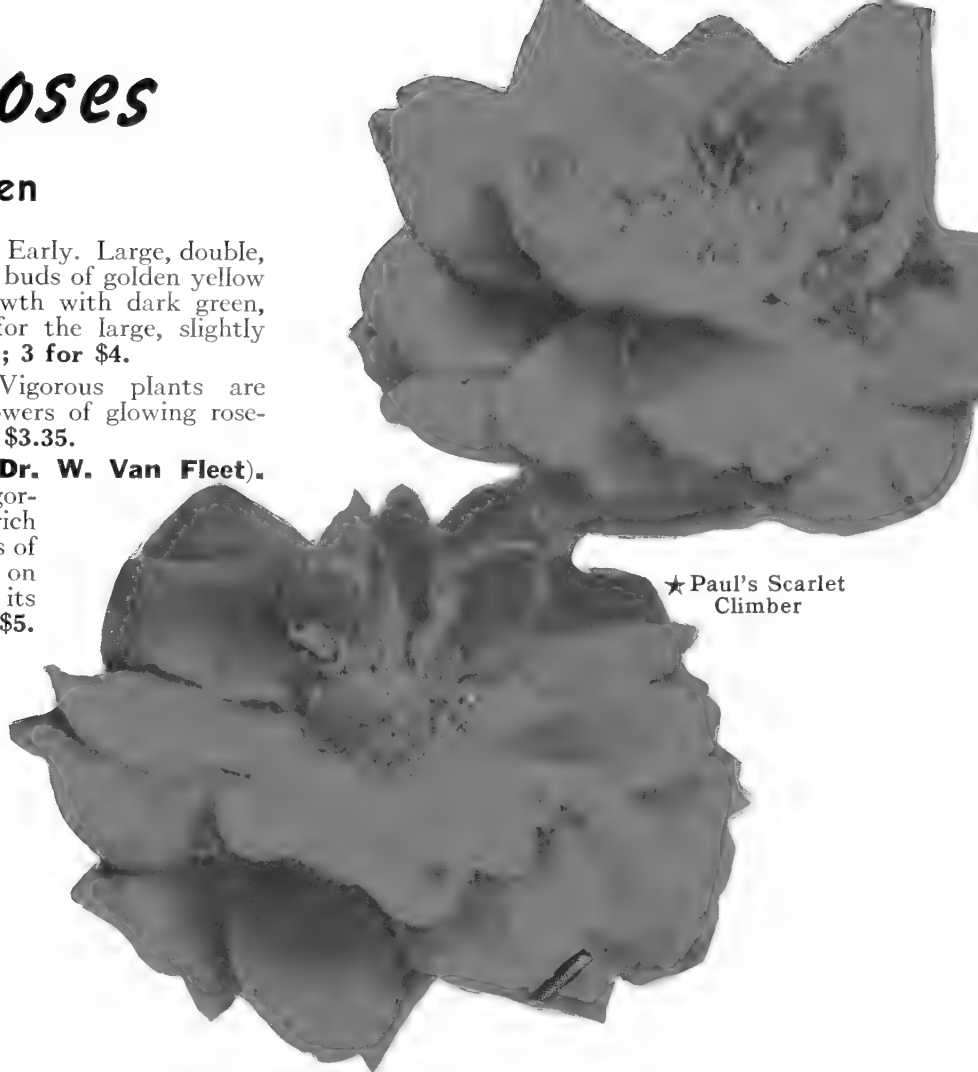 oses
en
Early. Large, double,
buds of golden yellow
wth with dark green,
for the large, slightly
; 3 for $4.
Vigorous plants are
wers of glowing rose-
$3.35.
Dr. W. Van Fleet).
gor-
rich
s of
on
its
$5.
★Paul's Scarlet
Climber